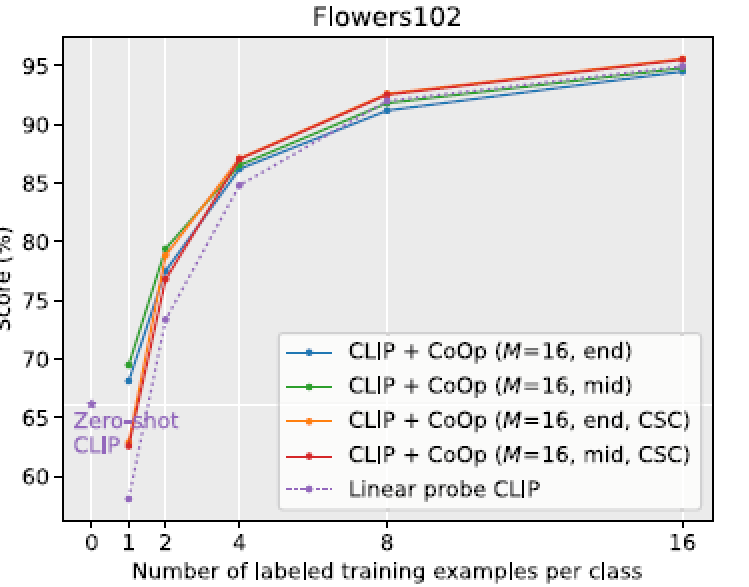 Flowers102
Score (%)
95
90
85
80
75
70
65
60
Zero-shot
CLIP
CLIP + CoOp (M=16, end)
CLIP + CoOp (M=16, mid)
CLIP + CoOp (M=16, end, CSC)
CLIP + CoOp (M=16, mid, CSC)
Linear probe CLIP
0 1 2 4 8 16
Number of labeled training examples per class